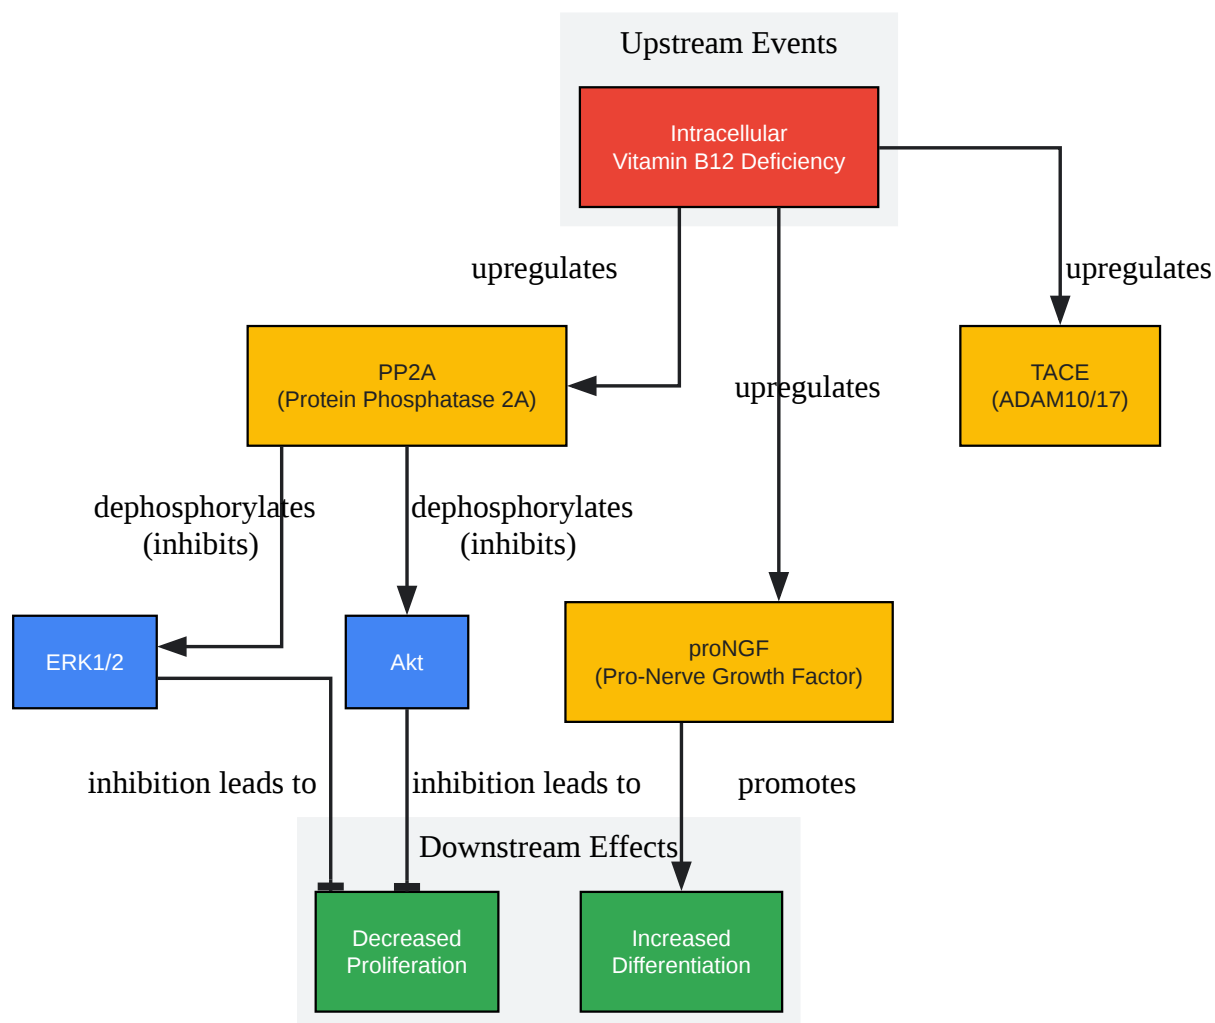 Upstream Events
Intracellular
Vitamin B12 Deficiency
upregulates
upregulates
PP2A
(Protein Phosphatase 2A)
upregulates
TACE
(ADAM10/17)
dephosphorylates
(inhibits)
dephosphorylates
(inhibits)
ERK1/2
Akt
proNGF
(Pro-Nerve Growth Factor)
inhibition leads to
inhibition leads to
promotes
Downstream Effects
Decreased
Proliferation
Increased
Differentiation